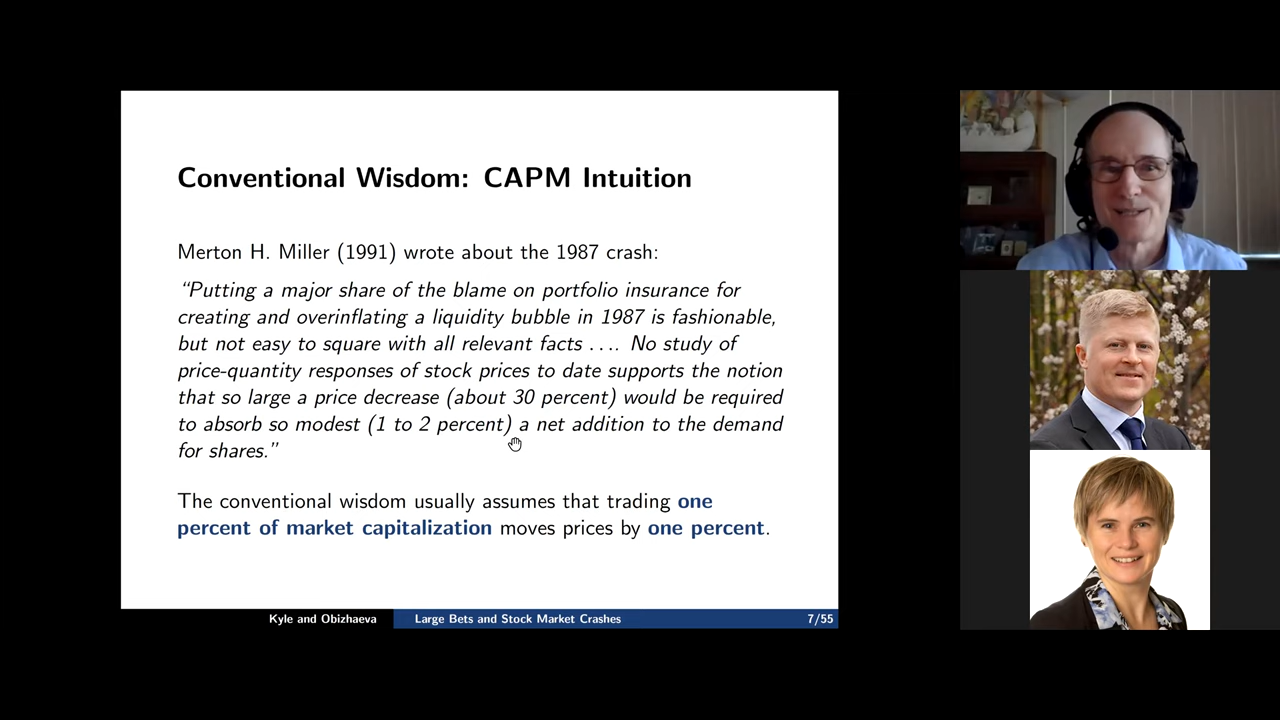 Conventional Wisdom: CAPM Intuition
Merton H. Miller (1991) wrote about the 1987 crash:
“Putting a major share of the blame on portfolio insurance for
creating and overinflating a liquidity bubble in 1987 is fashionable,
but not easy to square with all relevant facts . . . . No study of
price-quantity responses of stock prices to date supports the notion
that so large a price decrease (about 30 percent) would be required
to absorb so modest (1 to 2 percent) a net addition to the demand
for shares.”
The conventional wisdom usually assumes that trading one
percent of market capitalization moves prices by one percent.
Kyle and Obizhaeva Large Bets and Stock Market Crashes 7/55